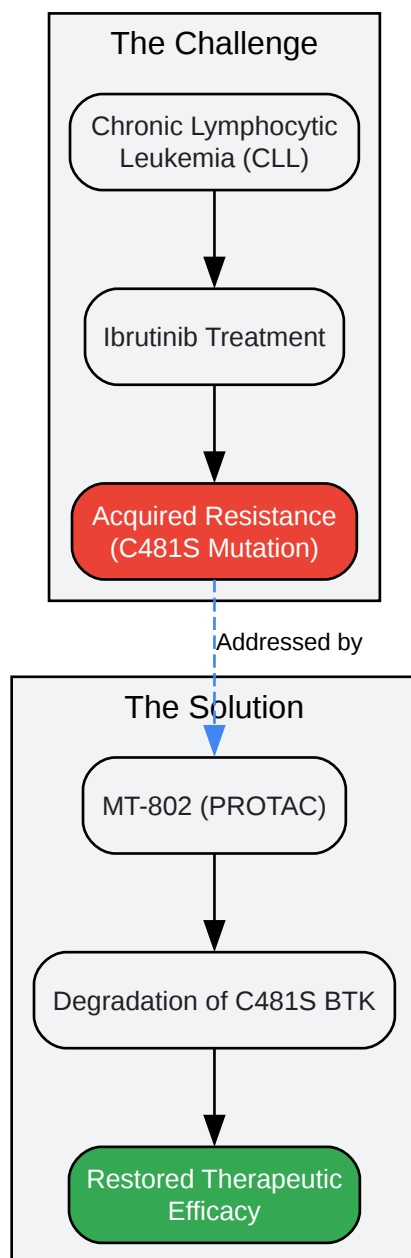 The Challenge
Chronic Lymphocytic
Leukemia (CLL)
Ibrutinib Treatment
Acquired Resistance
(C481S Mutation)
Addressed by
The Solution
MT-802 (PROTAC)
Degradation of C481S BTK
Restored Therapeutic
Efficacy